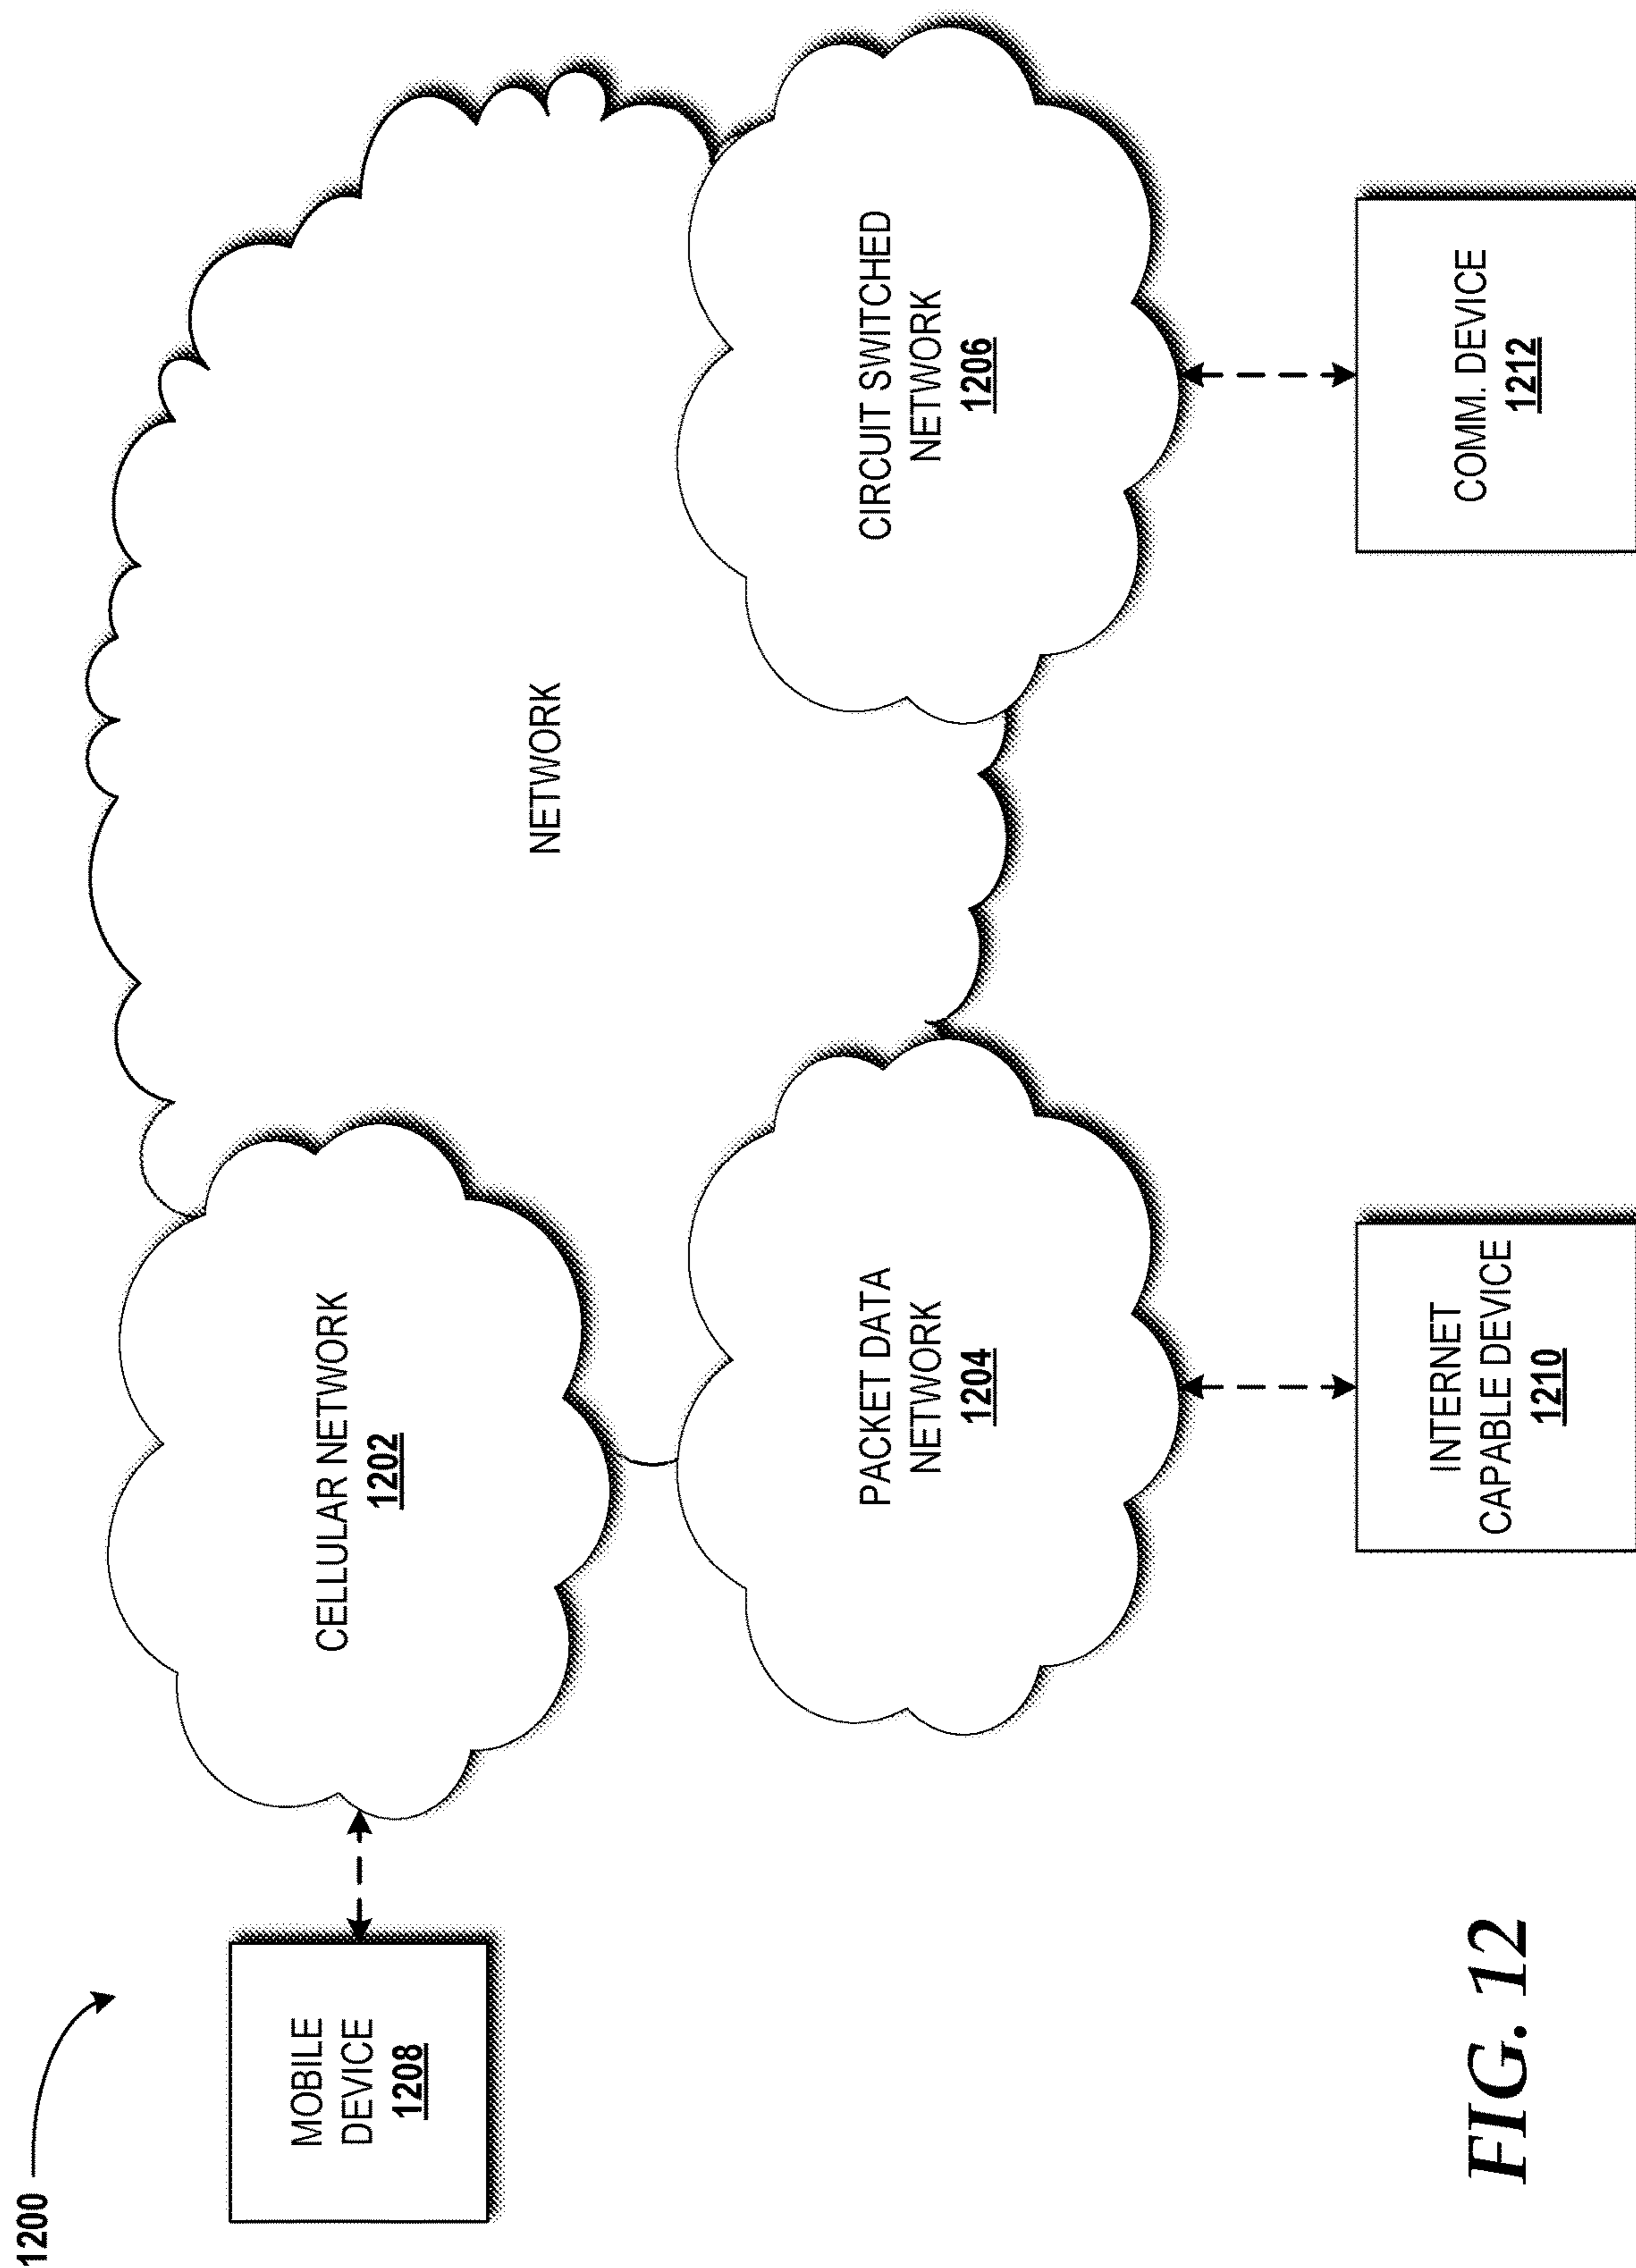 1200
MOBILE
DEVICE
1208
CELLULAR NETWORK
1202
NETWORK
PACKET DATA
NETWORK
1204
CIRCUIT SWITCHED
NETWORK
1206
INTERNET
CAPABLE DEVICE
1210
COMM. DEVICE
1212
FIG. 12